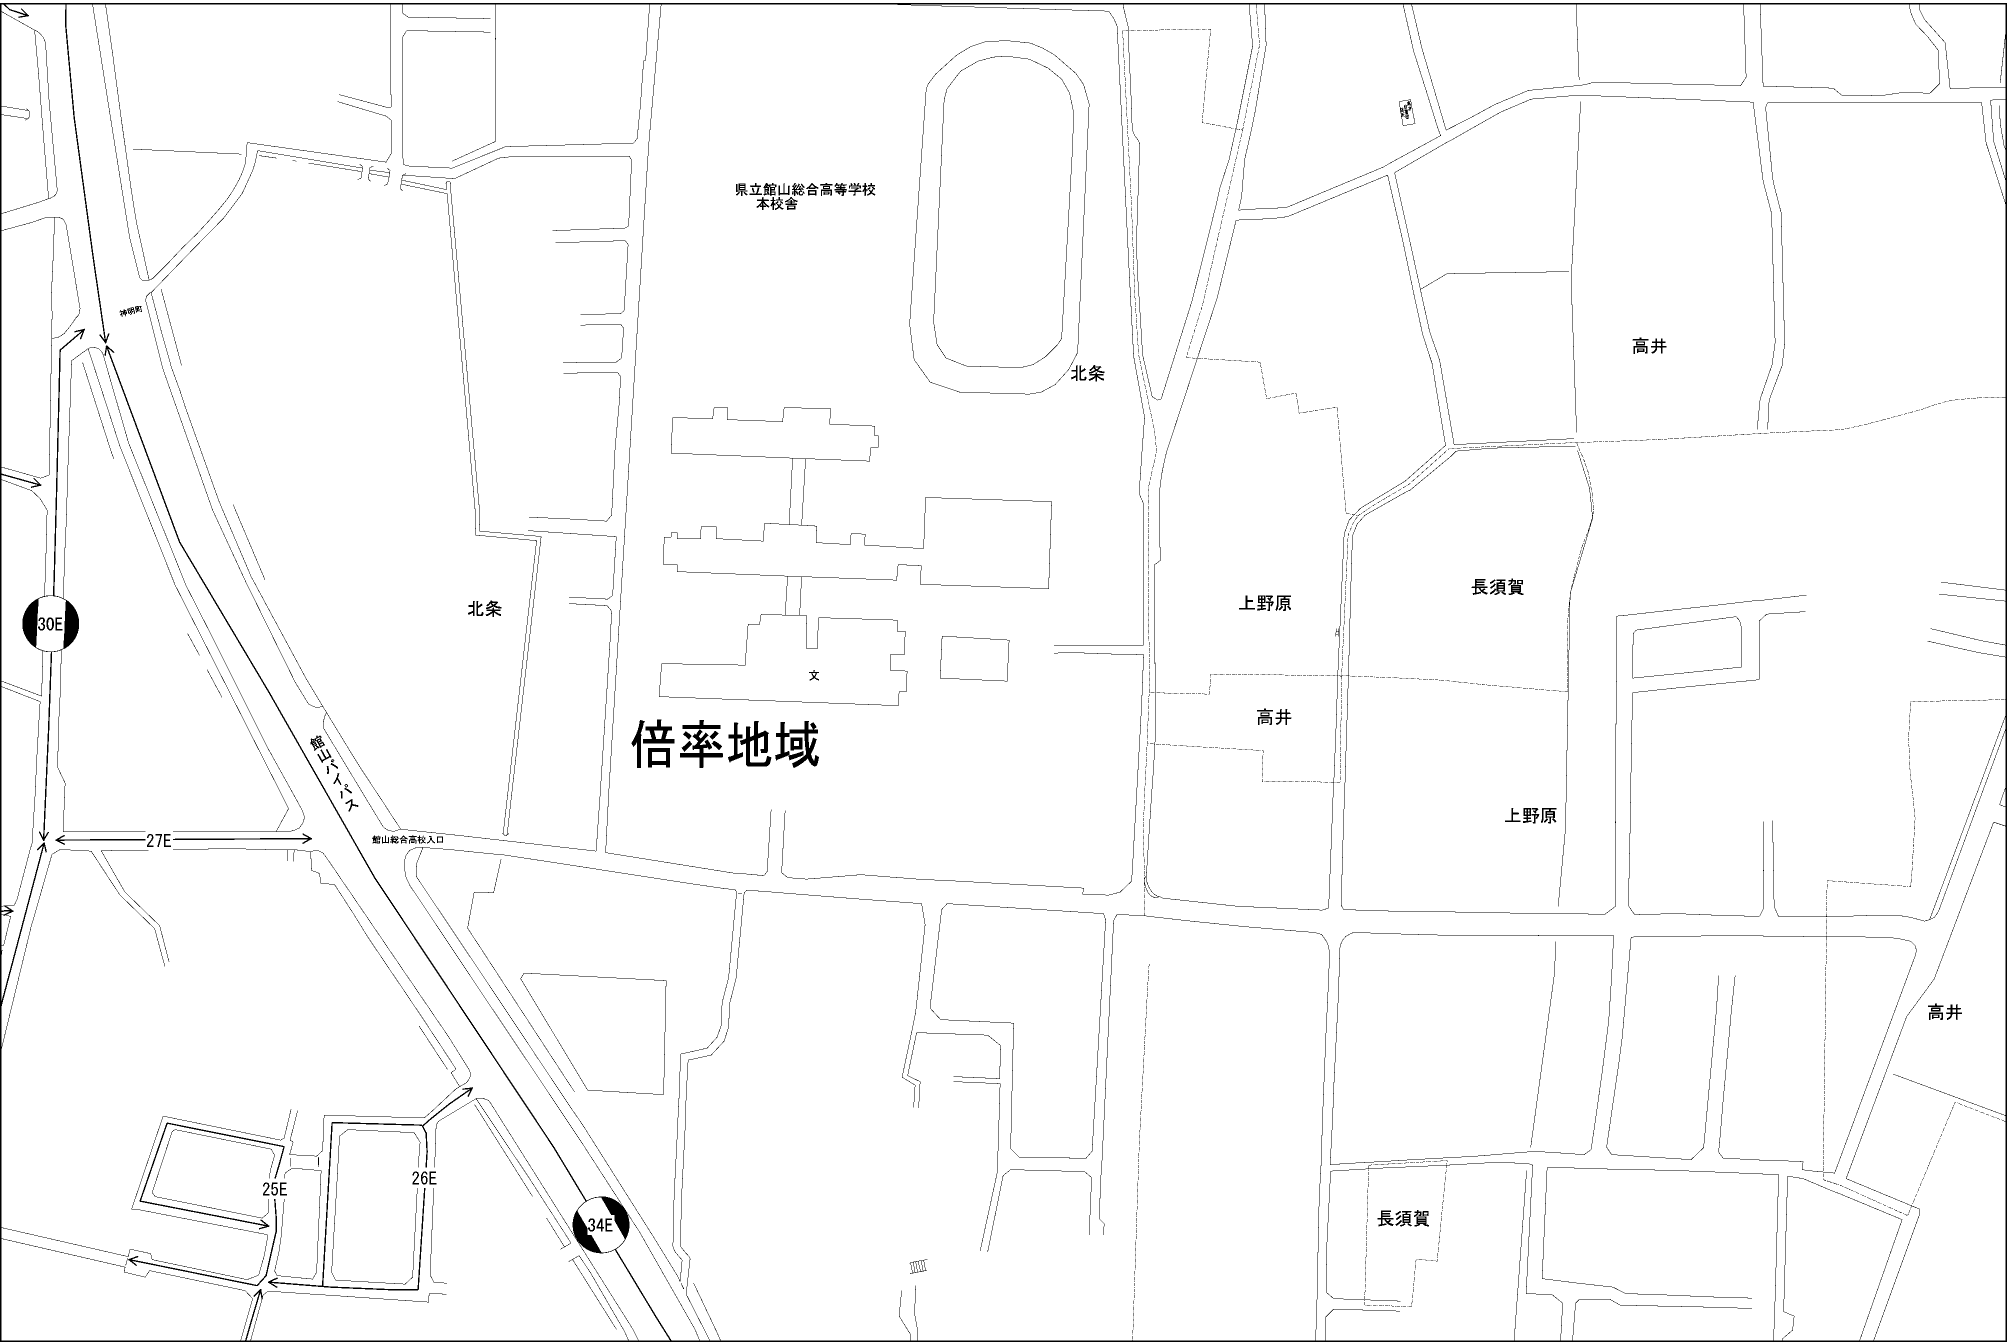 県立館山総合高等学校
本校舎
神明町
高井
北条
30E
北条
上野原
長須賀
文
高井
倍率地域
館山バイパス
上野原
27E
館山総合高校入口
高井
25E
26E
34E
長須賀